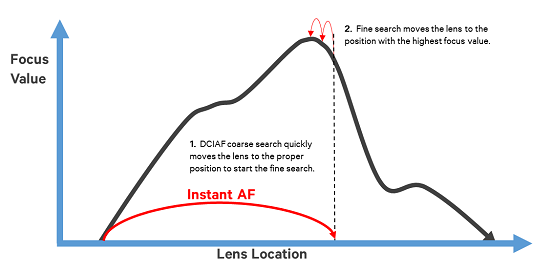 2. Fine search moves the lens to the
position with the highest focus value.
Focus
Value
1. DCIAF coarse search quickly
moves the lens to the proper
position to start the fine search.
Instant AF
Lens Location